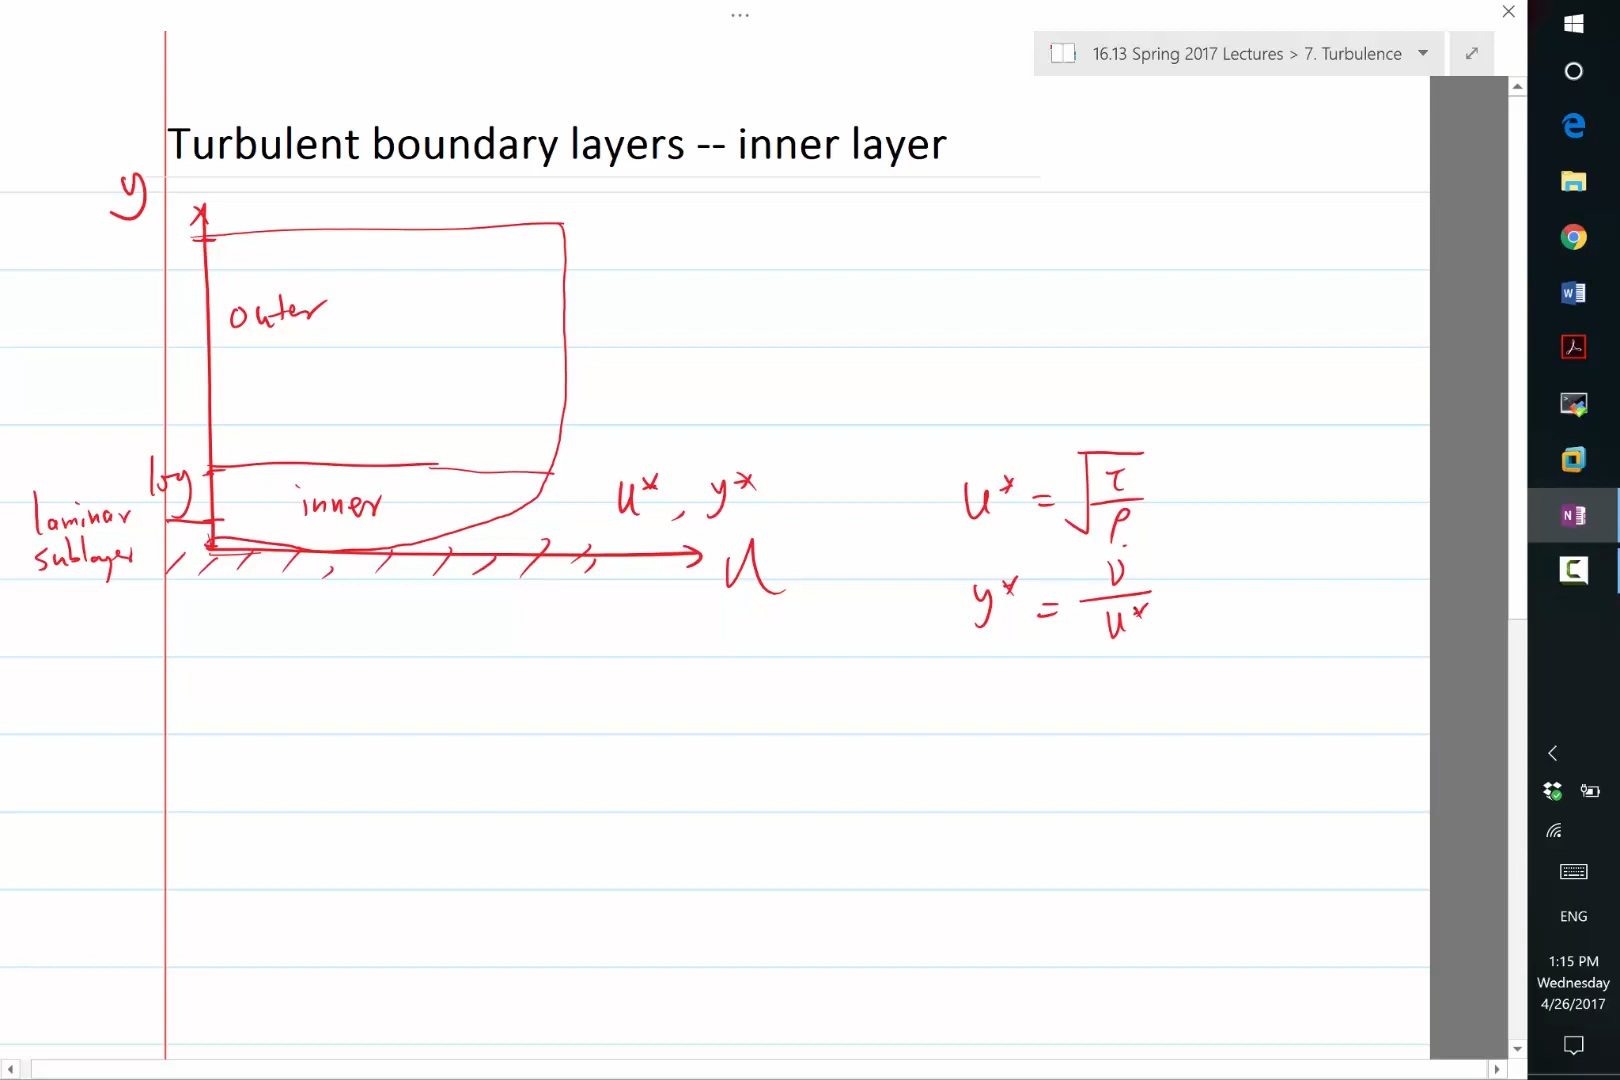 16.13 Spring 2017 Lectures > 7. Turbulence
Turbulent boundary layers -- inner layer
y
outer
log
laminar
sublayer
inner
u*, y*
u
u* = √(τ/ρ)
y* = ν/u*
ENG
1:15 PM
Wednesday
4/26/2017